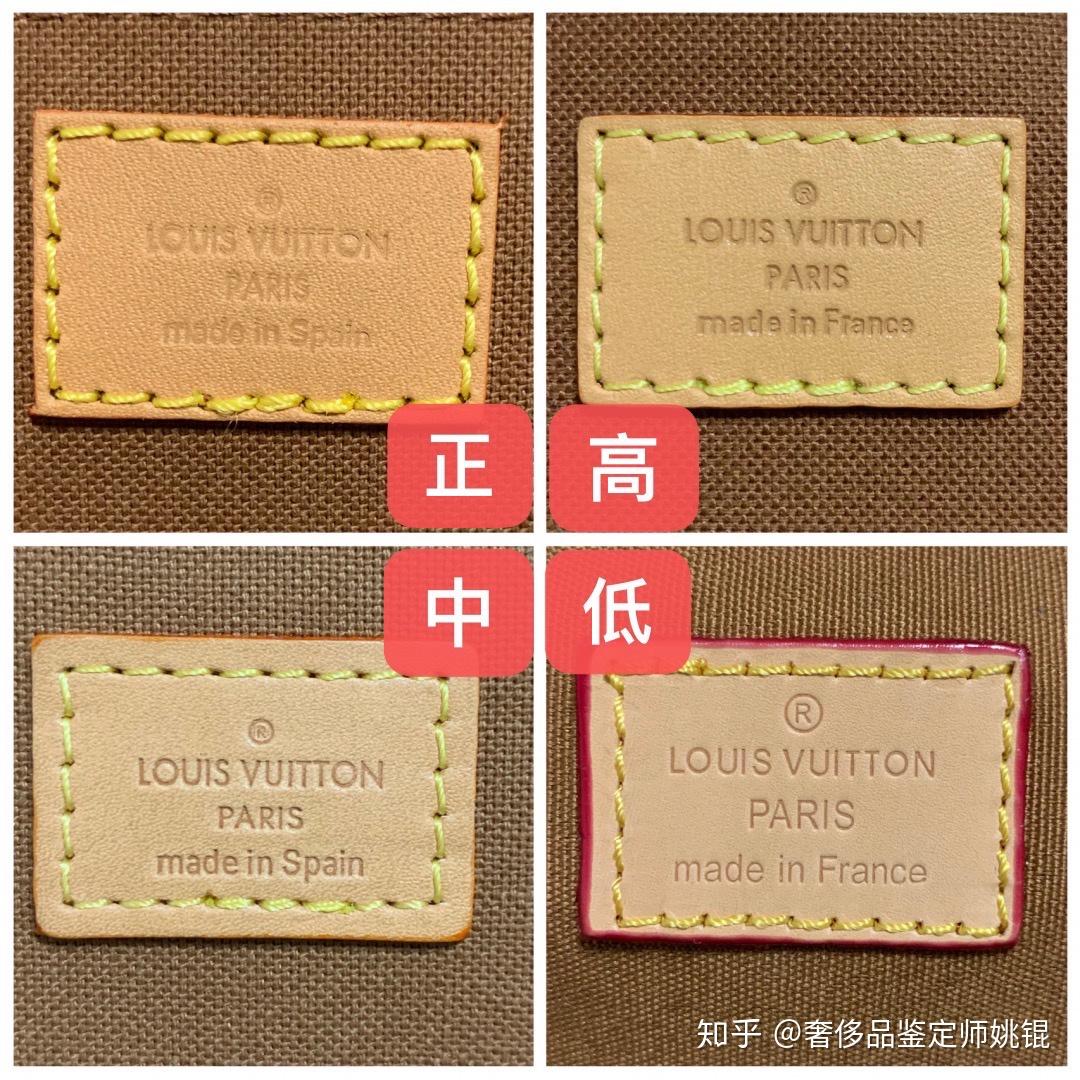 ®
LOUIS VUITTON
PARIS
made in Spain
正
®
LOUIS VUITTON
PARIS
made in France
高
中
®
LOUIS VUITTON
PARIS
made in Spain
低
®
LOUIS VUITTON
PARIS
made in France
知乎 @奢侈品鉴定师姚锟